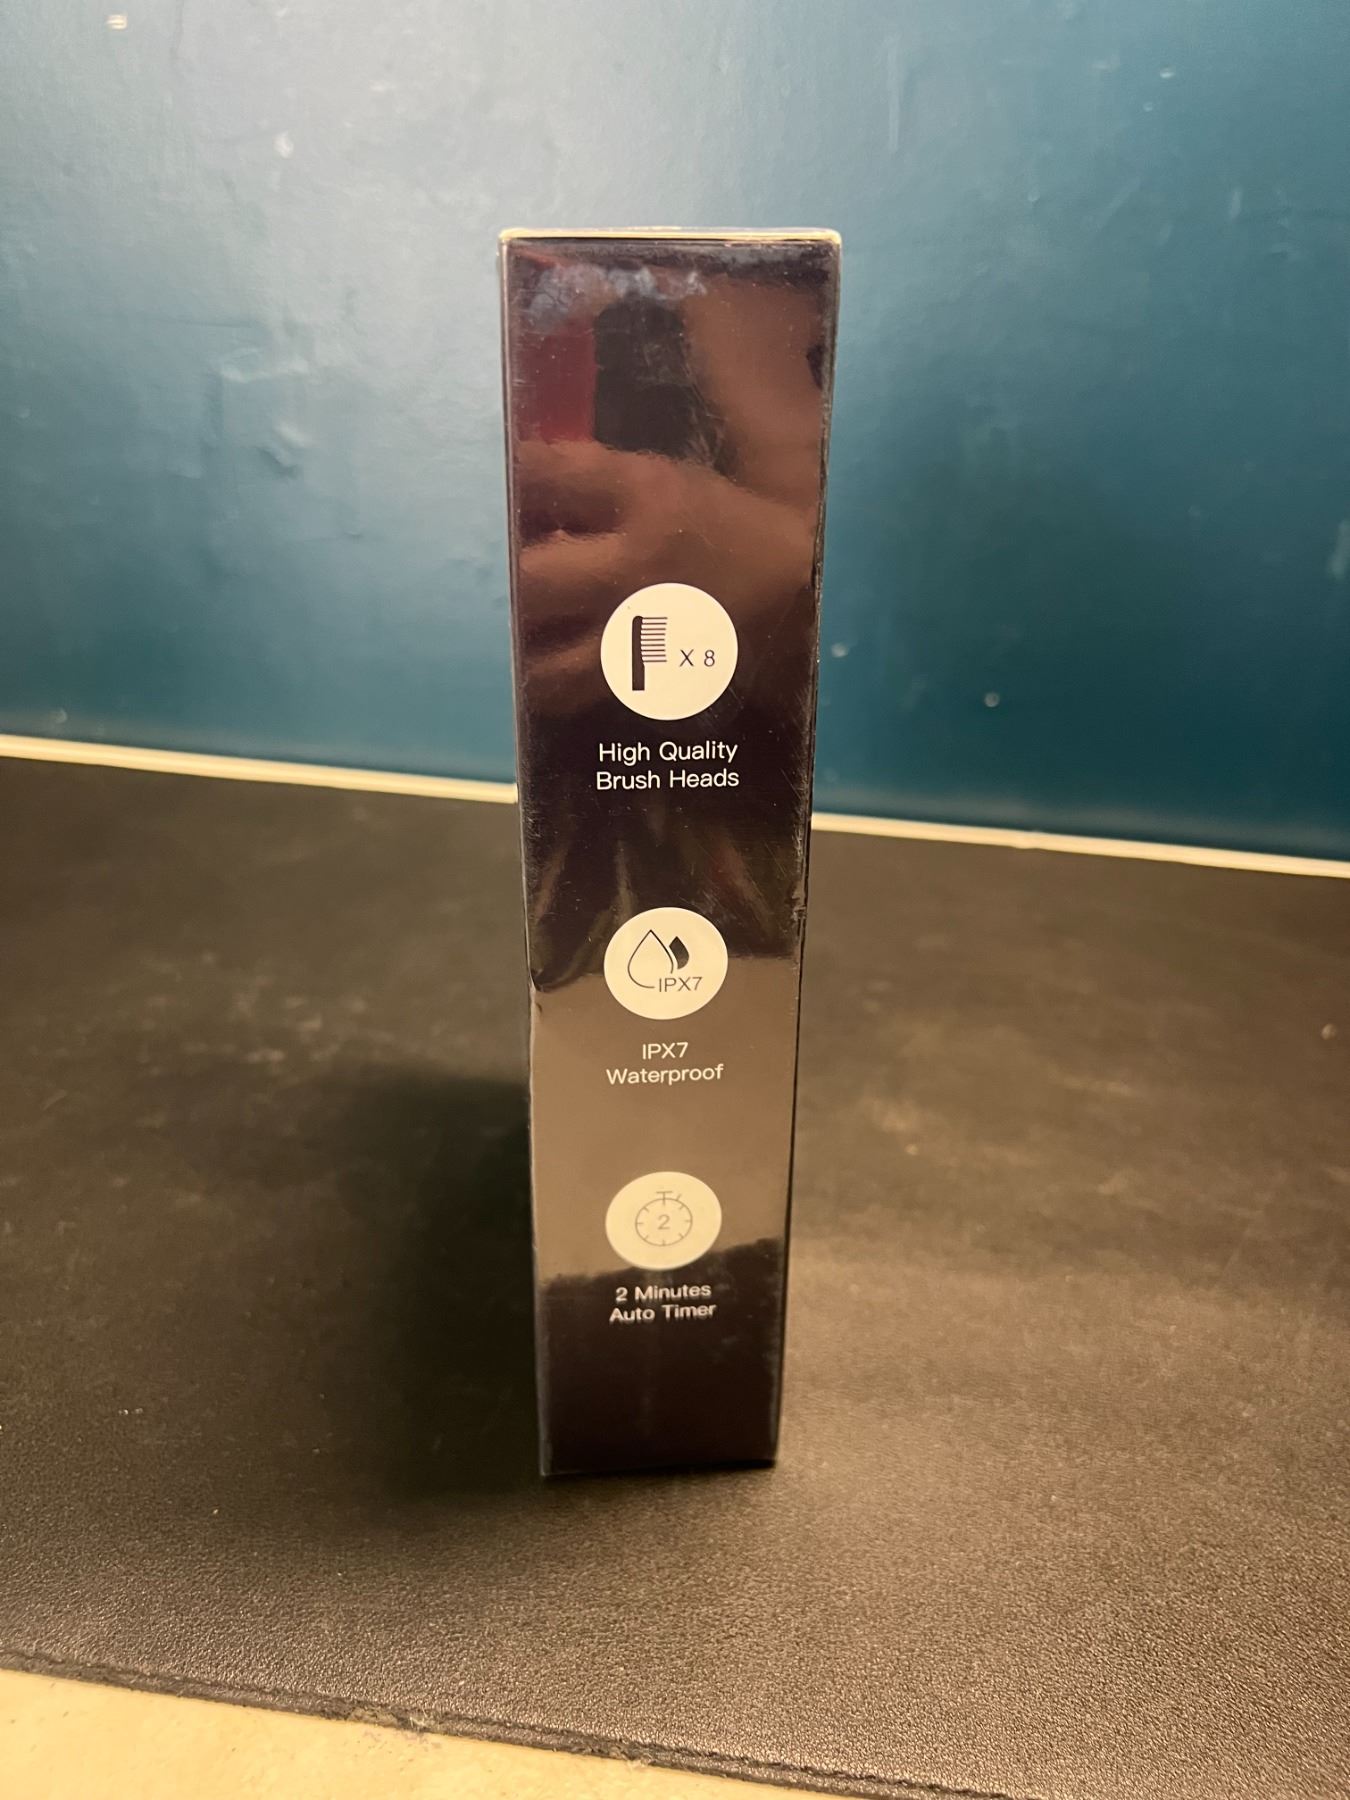 X 8
High Quality
Brush Heads
IPX7
IPX7
Waterproof
2
2 Minutes
Auto Timer